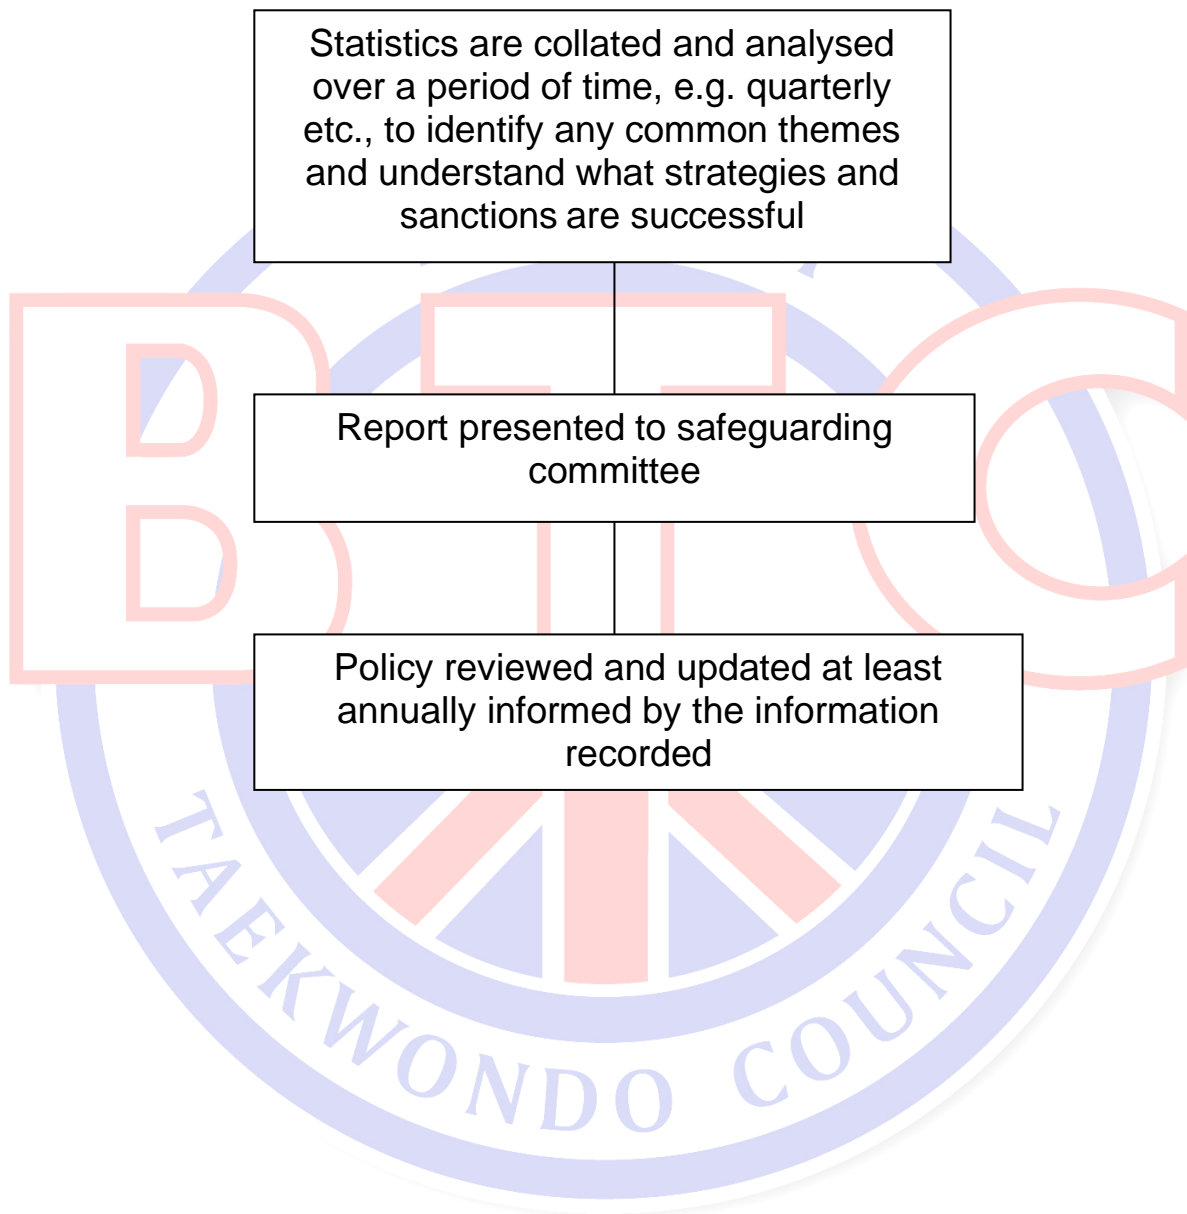 Statistics are collated and analysed
over a period of time, e.g. quarterly
etc., to identify any common themes
and understand what strategies and
sanctions are successful
BTC
Report presented to safeguarding
committee
Policy reviewed and updated at least
annually informed by the information
recorded
TAEKWONDO COUNCIL